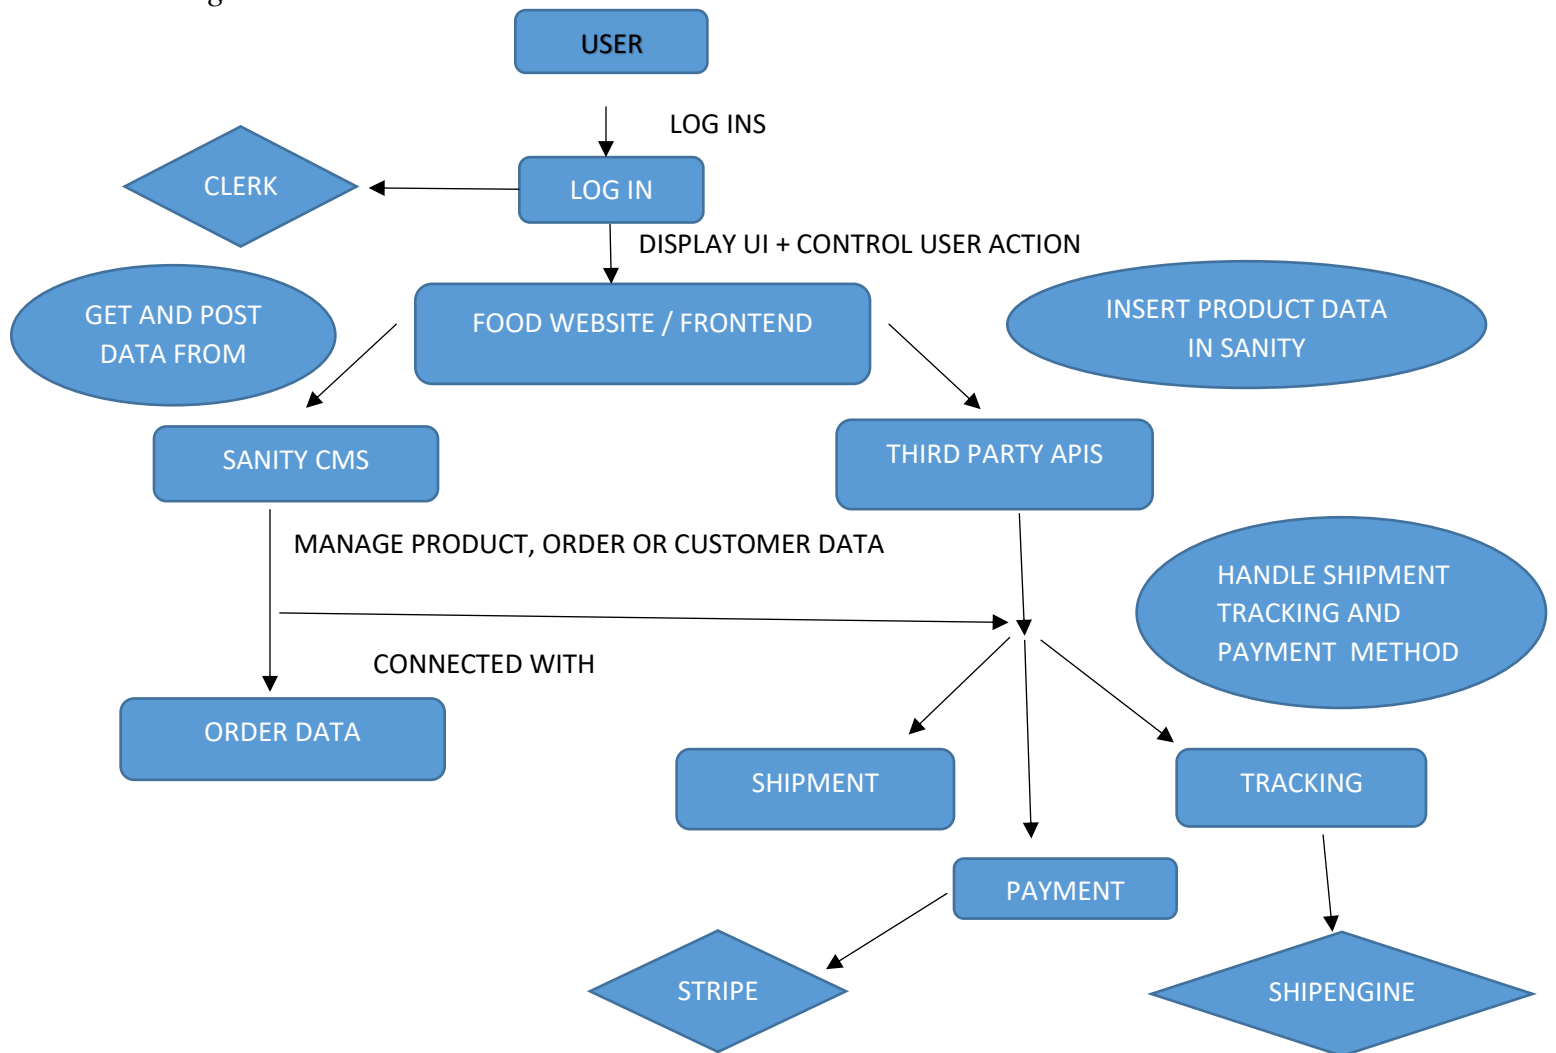 USER
LOG INS
CLERK
LOG IN
DISPLAY UI + CONTROL USER ACTION
GET AND POST
DATA FROM
FOOD WEBSITE / FRONTEND
INSERT PRODUCT DATA
IN SANITY
SANITY CMS
THIRD PARTY APIS
MANAGE PRODUCT, ORDER OR CUSTOMER DATA
HANDLE SHIPMENT
TRACKING AND
PAYMENT METHOD
CONNECTED WITH
ORDER DATA
SHIPMENT
TRACKING
PAYMENT
STRIPE
SHIPENGINE